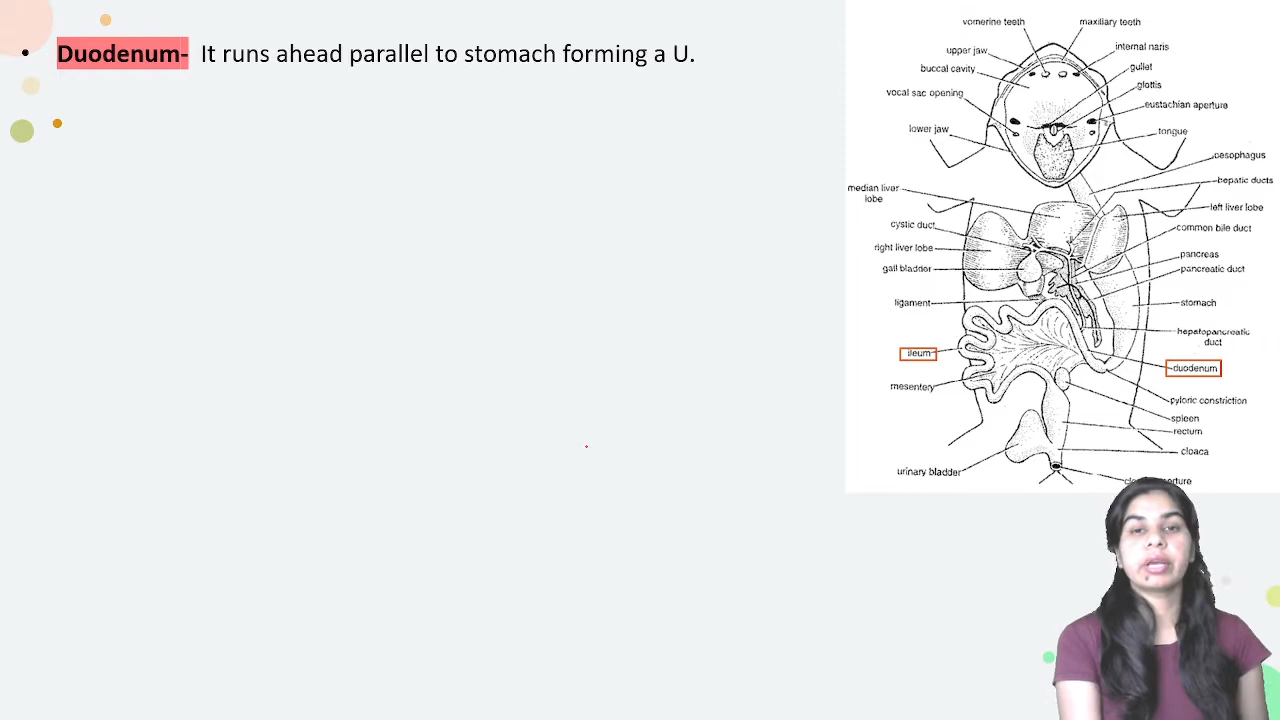 • Duodenum- It runs ahead parallel to stomach forming a U.
vomerine teeth
maxillary teeth
upper jaw
internal naris
buccal cavity
gullet
vocal sac opening
glottis
eustachian aperture
lower jaw
tongue
oesophagus
median liver
lobe
hepatic ducts
left liver lobe
cystic duct
common bile duct
right liver lobe
pancreas
gall bladder
pancreatic duct
ligament
stomach
hepatopancreatic
duct
ileum
duodenum
mesentery
pyloric constriction
spleen
rectum
cloaca
urinary bladder